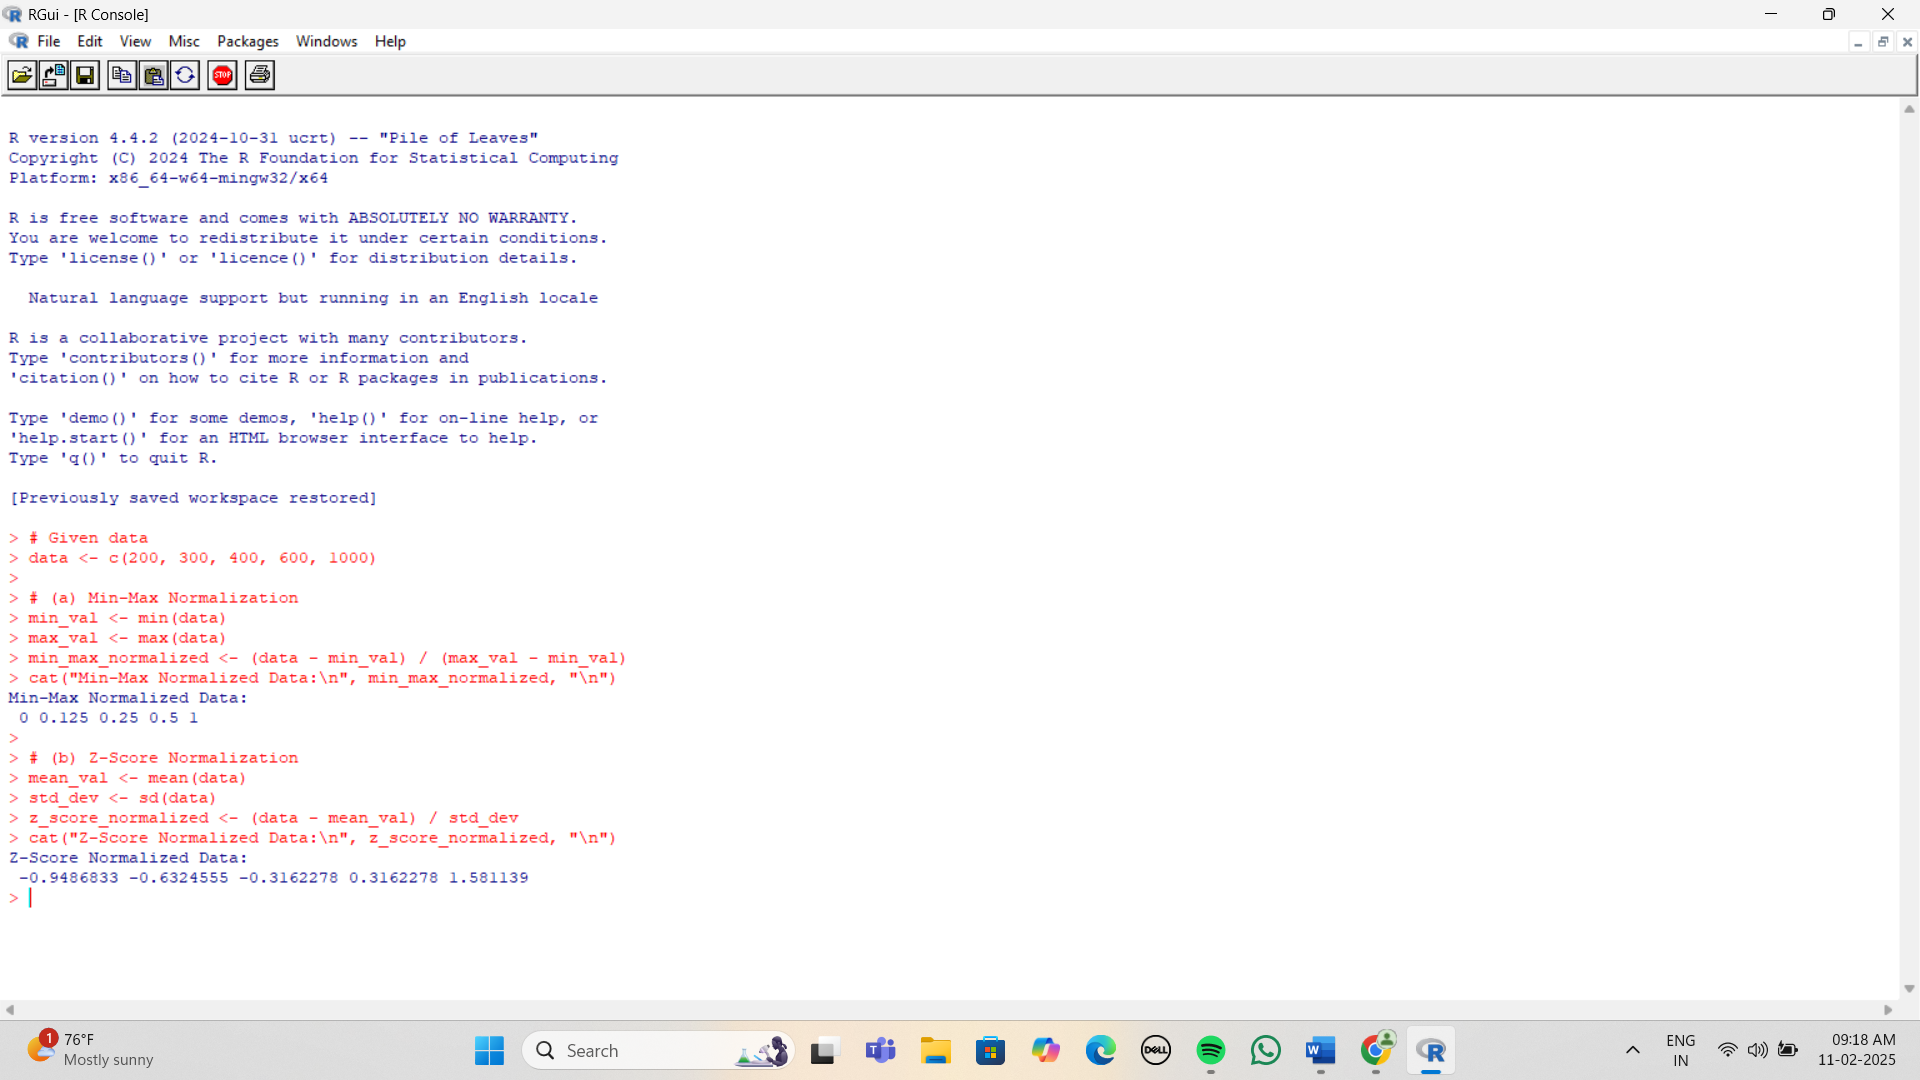 RGui - [R Console]
File Edit View Misc Packages Windows Help
STOP
R version 4.4.2 (2024-10-31 ucrt) -- "Pile of Leaves"
Copyright (C) 2024 The R Foundation for Statistical Computing
Platform: x86_64-w64-mingw32/x64
R is free software and comes with ABSOLUTELY NO WARRANTY.
You are welcome to redistribute it under certain conditions.
Type 'license()' or 'licence()' for distribution details.
  Natural language support but running in an English locale
R is a collaborative project with many contributors.
Type 'contributors()' for more information and
'citation()' on how to cite R or R packages in publications.
Type 'demo()' for some demos, 'help()' for on-line help, or
'help.start()' for an HTML browser interface to help.
Type 'q()' to quit R.
[Previously saved workspace restored]
> # Given data
> data <- c(200, 300, 400, 600, 1000)
>
> # (a) Min-Max Normalization
> min_val <- min(data)
> max_val <- max(data)
> min_max_normalized <- (data - min_val) / (max_val - min_val)
> cat("Min-Max Normalized Data:\n", min_max_normalized, "\n")
Min-Max Normalized Data:
 0 0.125 0.25 0.5 1
>
> # (b) Z-Score Normalization
> mean_val <- mean(data)
> std_dev <- sd(data)
> z_score_normalized <- (data - mean_val) / std_dev
> cat("Z-Score Normalized Data:\n", z_score_normalized, "\n")
Z-Score Normalized Data:
 -0.9486833 -0.6324555 -0.3162278 0.3162278 1.581139
>
1
76°F
Mostly sunny
Search
DELL
ENG
IN
09:18 AM
11-02-2025